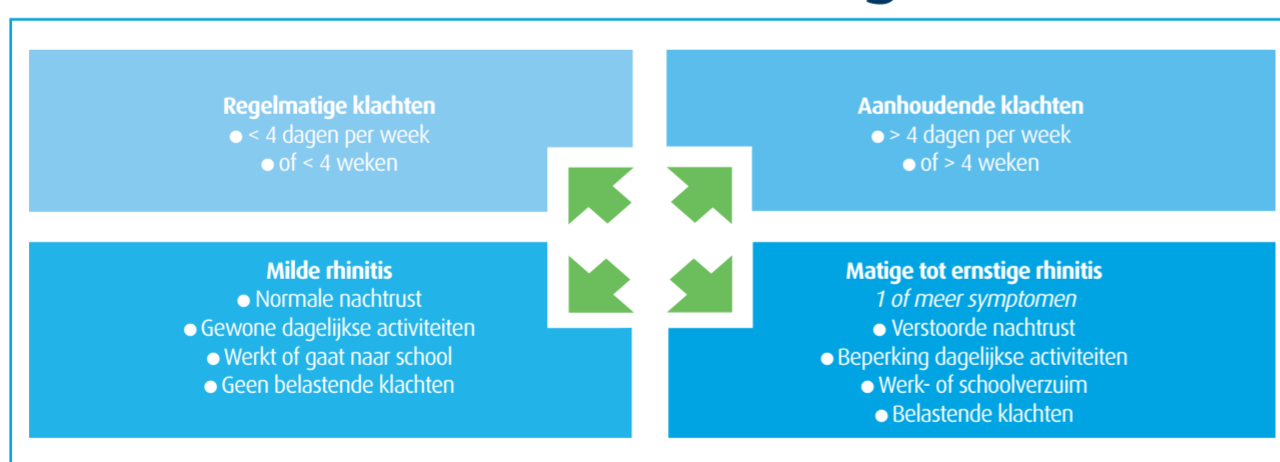 Regelmatige klachten
● < 4 dagen per week
● of < 4 weken
Aanhoudende klachten
● > 4 dagen per week
● of > 4 weken
Milde rhinitis
● Normale nachtrust
● Gewone dagelijkse activiteiten
● Werkt of gaat naar school
● Geen belastende klachten
Matige tot ernstige rhinitis
1 of meer symptomen
● Verstoorde nachtrust
● Beperking dagelijkse activiteiten
● Werk- of schoolverzuim
● Belastende klachten